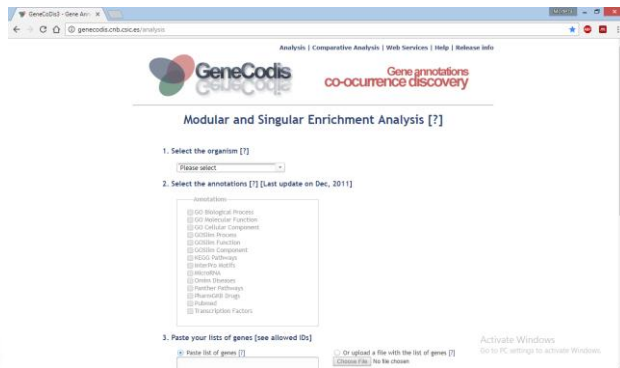 GeneCoDis3 - Gene Ann
genecodis.cnb.csic.es/analysis
Analysis | Comparative Analysis | Web Services | Help | Release info
GeneCodis
Gene annotations
co-ocurrence discovery
Modular and Singular Enrichment Analysis [?]
1. Select the organism [?]
Please select
2. Select the annotations [?] [Last update on Dec, 2011]
Annotations
GO Biological Process
GO Molecular Function
GO Cellular Component
GOSlim Process
GOSlim Function
GOSlim Component
KEGG Pathways
InterPro Motifs
MicroRNA
Omim Diseases
Panther Pathways
PharmGKB Drugs
Pubmed
Transcription Factors
3. Paste your lists of genes [see allowed IDs]
Paste list of genes [?]
Or upload a file with the list of genes [?]
Choose File No file chosen
Activate Windows
Go to PC settings to activate Windows.